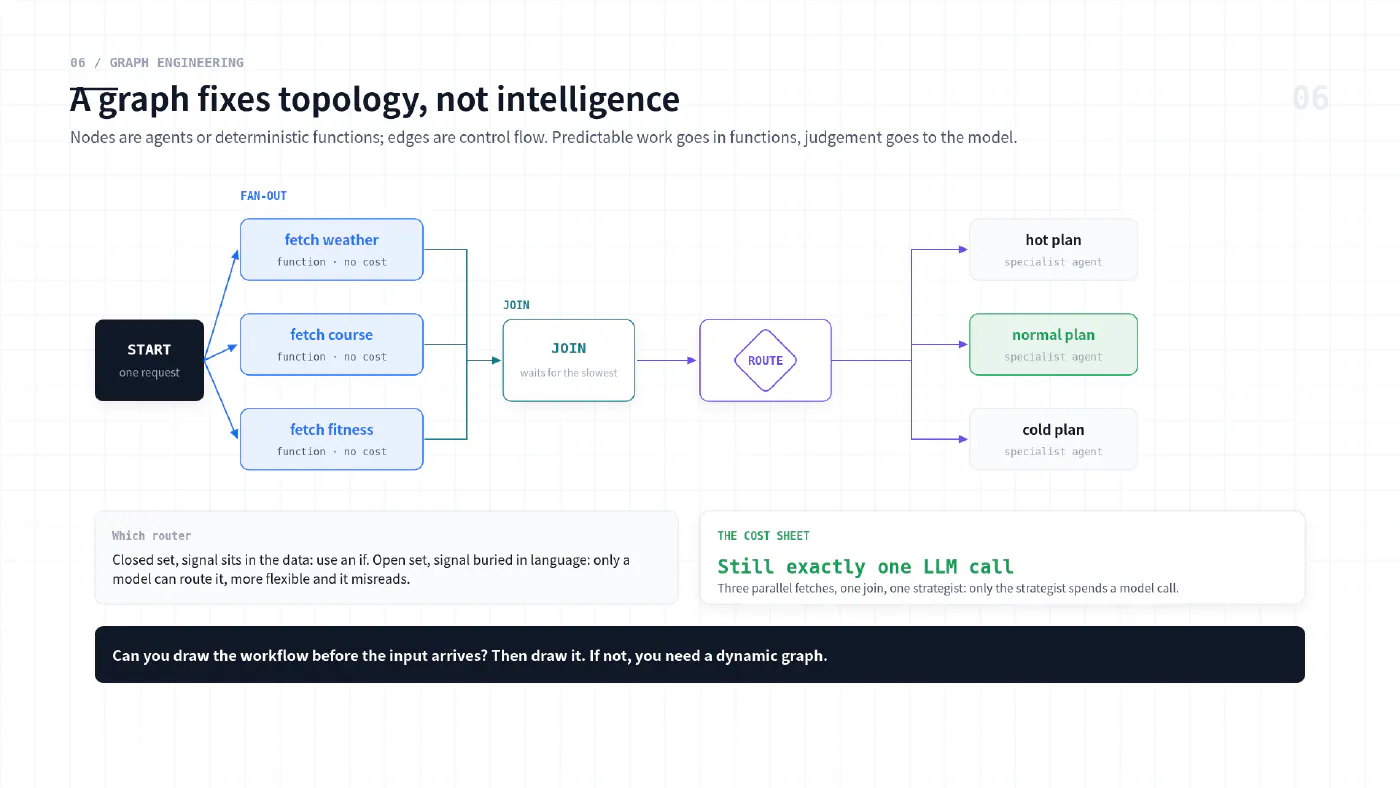 06 / GRAPH ENGINEERING
A graph fixes topology, not intelligence
06
Nodes are agents or deterministic functions; edges are control flow. Predictable work goes in functions, judgement goes to the model.
FAN-OUT
fetch weather
function · no cost
fetch course
function · no cost
fetch fitness
function · no cost
START
one request
JOIN
JOIN
waits for the slowest
ROUTE
hot plan
specialist agent
normal plan
specialist agent
cold plan
specialist agent
Which router
Closed set, signal sits in the data: use an if. Open set, signal buried in language: only a
model can route it, more flexible and it misreads.
THE COST SHEET
Still exactly one LLM call
Three parallel fetches, one join, one strategist: only the strategist spends a model call.
Can you draw the workflow before the input arrives? Then draw it. If not, you need a dynamic graph.